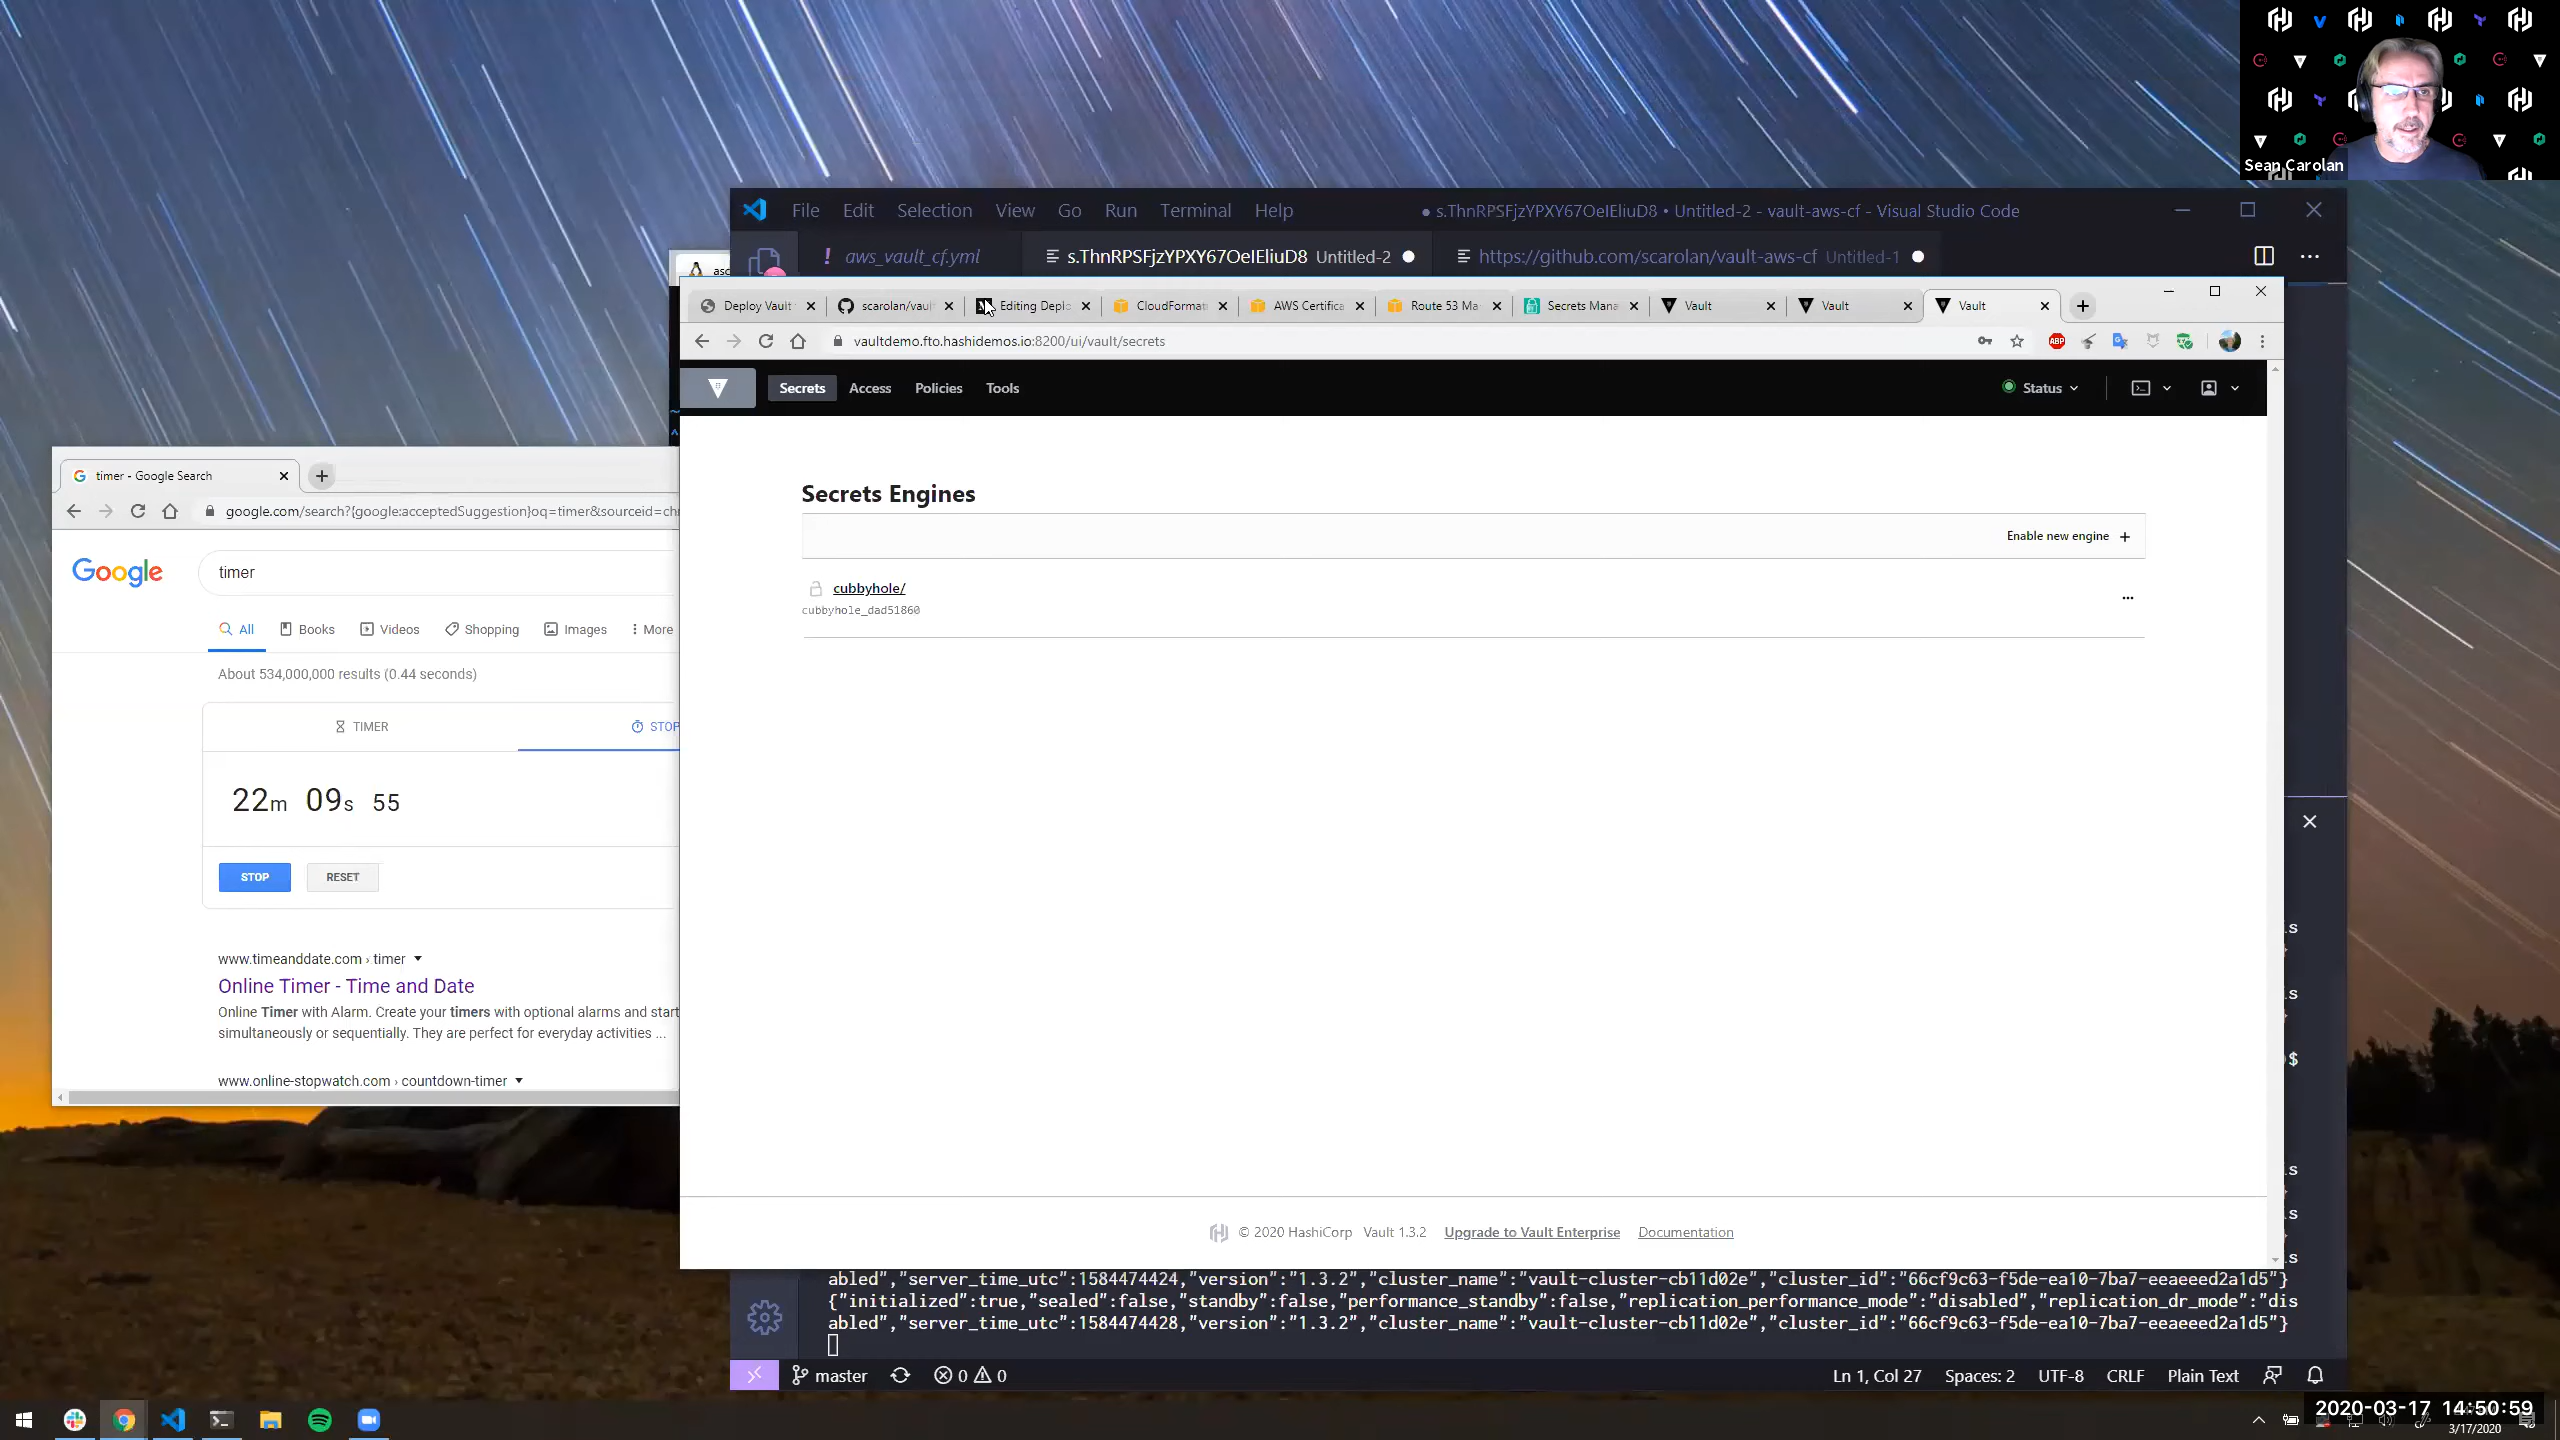 Sean Carolan
File Edit Selection View Go Run Terminal Help
● s.ThnRPSFjzYPXY67OeIEliuD8 • Untitled-2 - vault-aws-cf - Visual Studio Code
! aws_vault_cf.yml
s.ThnRPSFjzYPXY67OeIEliuD8 Untitled-2
https://github.com/scarolan/vault-aws-cf Untitled-1
asc
Deploy Vault
scarolan/vaul
Editing Deplo
CloudFormat
AWS Certifica
Route 53 Ma
Secrets Mana
Vault
Vault
Vault
vaultdemo.fto.hashidemos.io:8200/ui/vault/secrets
ABP
Secrets Access Policies Tools
Status
Secrets Engines
Enable new engine +
cubbyhole/
cubbyhole_dad51860
© 2020 HashiCorp Vault 1.3.2 Upgrade to Vault Enterprise Documentation
timer - Google Search
google.com/search?{google:acceptedSuggestion}oq=timer&sourceid=chr
Google
timer
All Books Videos Shopping Images More
About 534,000,000 results (0.44 seconds)
TIMER
STOP
22m 09s 55
STOP RESET
www.timeanddate.com › timer
Online Timer - Time and Date
Online Timer with Alarm. Create your timers with optional alarms and start
simultaneously or sequentially. They are perfect for everyday activities ...
www.online-stopwatch.com › countdown-timer
is
is
)$
is
is
is
abled","server_time_utc":1584474424,"version":"1.3.2","cluster_name":"vault-cluster-cb11d02e","cluster_id":"66cf9c63-f5de-ea10-7ba7-eeaeeed2a1d5"}
{"initialized":true,"sealed":false,"standby":false,"performance_standby":false,"replication_performance_mode":"disabled","replication_dr_mode":"dis
abled","server_time_utc":1584474428,"version":"1.3.2","cluster_name":"vault-cluster-cb11d02e","cluster_id":"66cf9c63-f5de-ea10-7ba7-eeaeeed2a1d5"}
master
0 0
Ln 1, Col 27 Spaces: 2 UTF-8 CRLF Plain Text
2020-03-17 14:50:59
3/17/2020